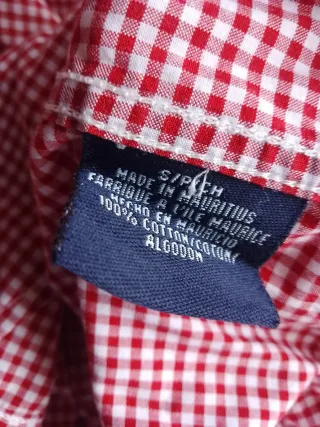 S/P/CH
MADE IN MAURITIUS
FABRIQUE A L'ILE MAURICE
HECHO EN MAURICIO
100% COTTON/COTON/
ALGODON